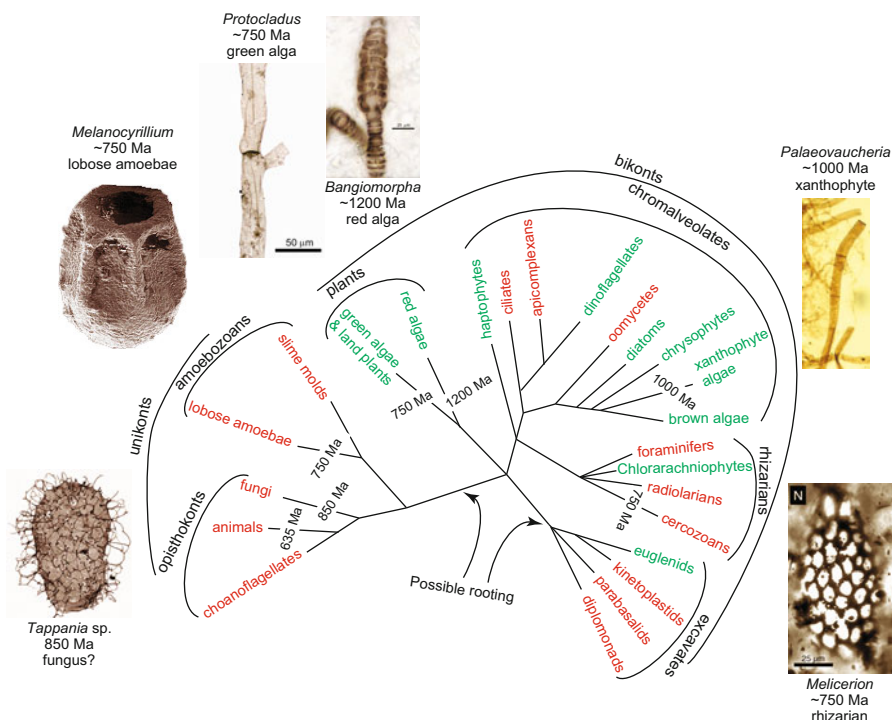 Protocladus
~750 Ma
green alga
Melanocyrillium
~750 Ma
lobose amoebae
50 μm
Bangiomorpha
~1200 Ma
red alga
Palaeovaucheria
~1000 Ma
xanthophyte
bikonts
chromalveolates
plants
green algae
& land plants
red algae
haptophytes
ciliates
apicomplexans
dinoflagellates
oomycetes
diatoms
chrysophytes
xanthophyte
algae
brown algae
1000 Ma
750 Ma
1200 Ma
unikonts
amoebozoans
slime molds
lobose amoebae
750 Ma
opisthokonts
fungi
850 Ma
animals
635 Ma
choanoflagellates
rhizarians
foraminifers
Chlorarachniophytes
radiolarians
750 Ma
cercozoans
excavates
euglenids
kinetoplastids
parabasalids
diplomonads
Possible rooting
Tappania sp.
850 Ma
fungus?
N
25 μm
Melicerion
~750 Ma
rhizarian